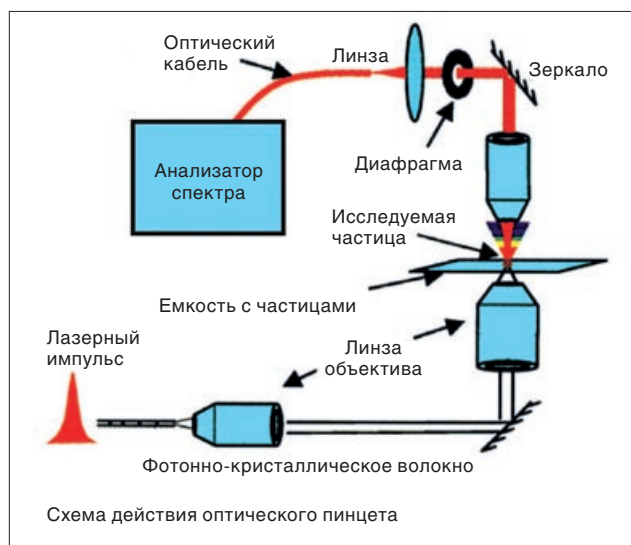 Оптический
кабель
Линза
Зеркало
Анализатор
спектра
Диафрагма
Исследуемая
частица
Емкость с частицами
Лазерный
импульс
Линза
объектива
Фотонно-кристаллическое волокно
Схема действия оптического пинцета